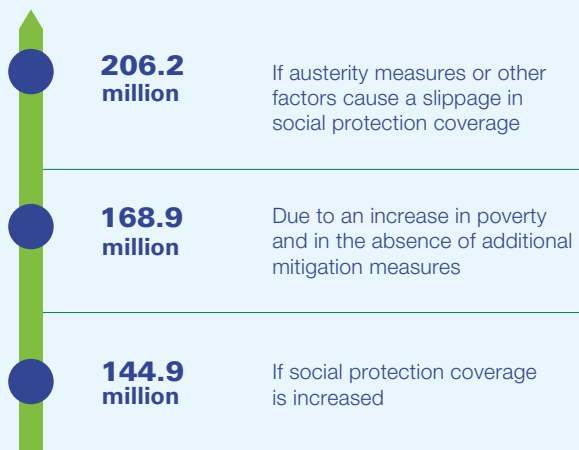 206.2
million
If austerity measures or other
factors cause a slippage in
social protection coverage
168.9
million
Due to an increase in poverty
and in the absence of additional
mitigation measures
144.9
million
If social protection coverage
is increased